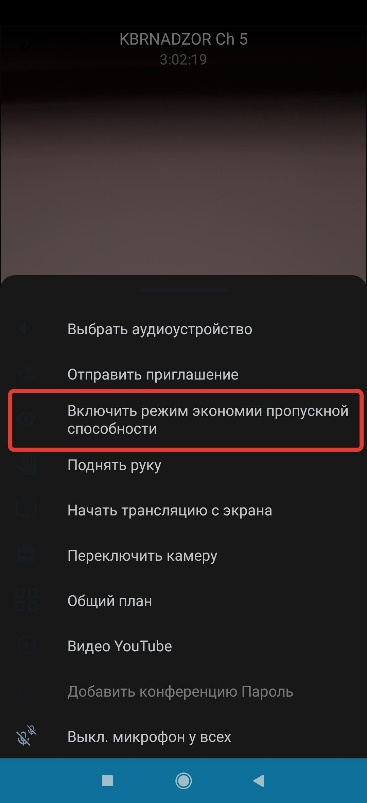 KBRNADZOR Ch 5
3:02:19
Выбрать аудиоустройство
Отправить приглашение
Включить режим экономии пропускной
способности
Поднять руку
Начать трансляцию с экрана
Переключить камеру
Общий план
Видео YouTube
Добавить конференцию Пароль
Выкл. микрофон у всех